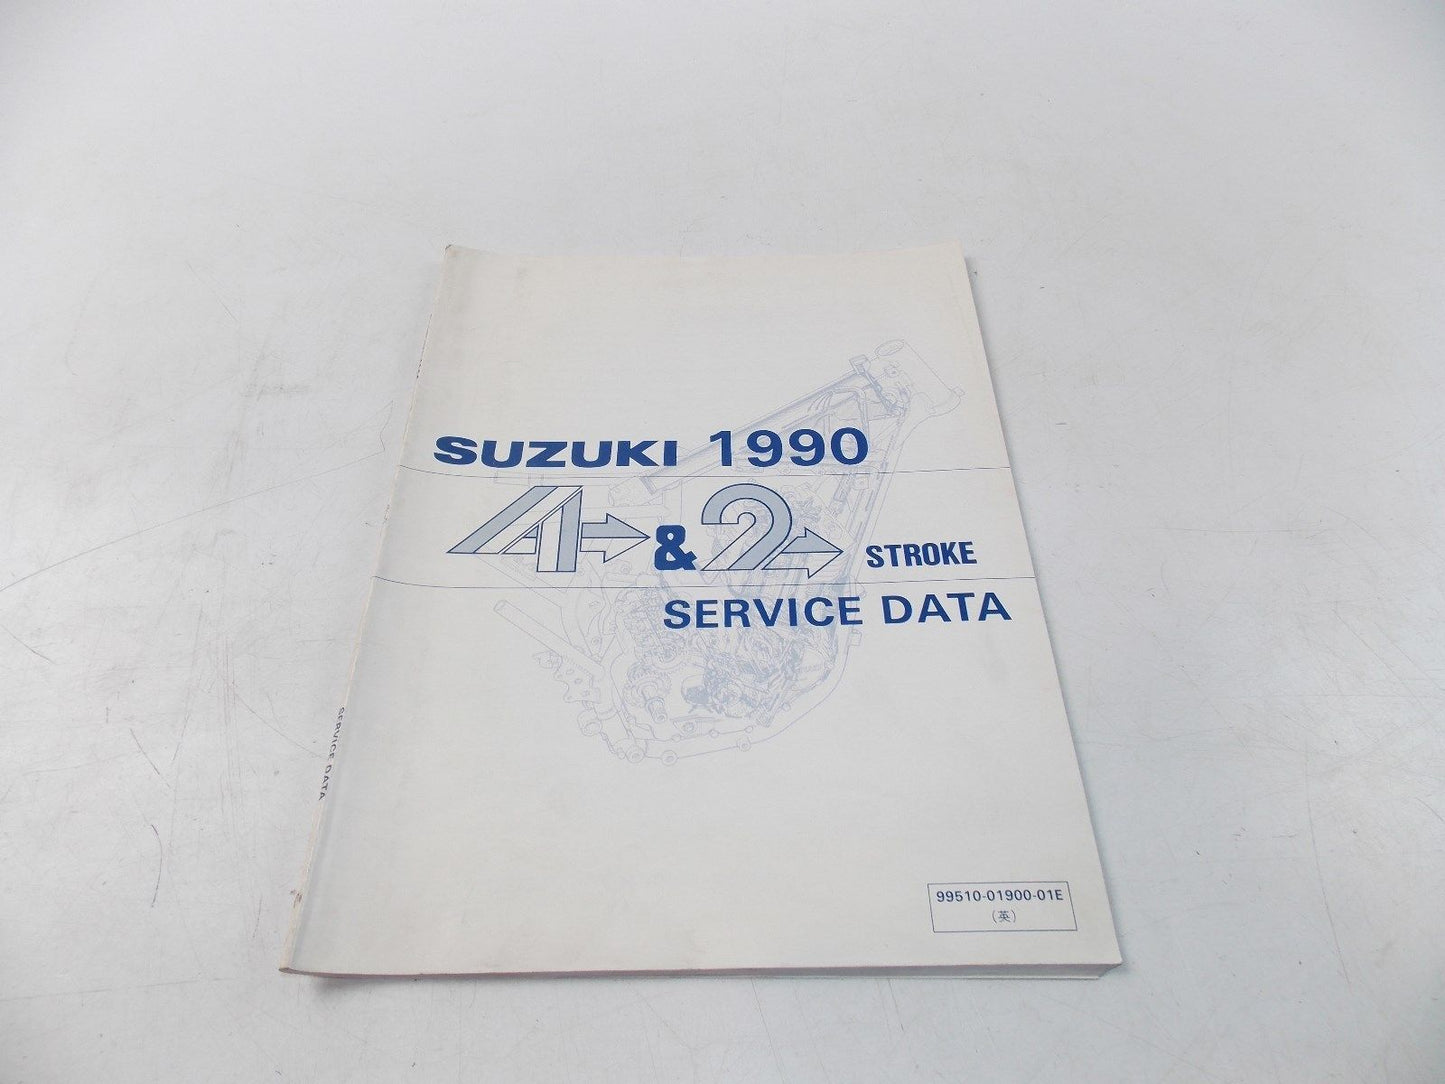 SUZUKI 1990
4 & 2 STROKE
SERVICE DATA
SERVICE DATA
99510-01900-01E
(英)